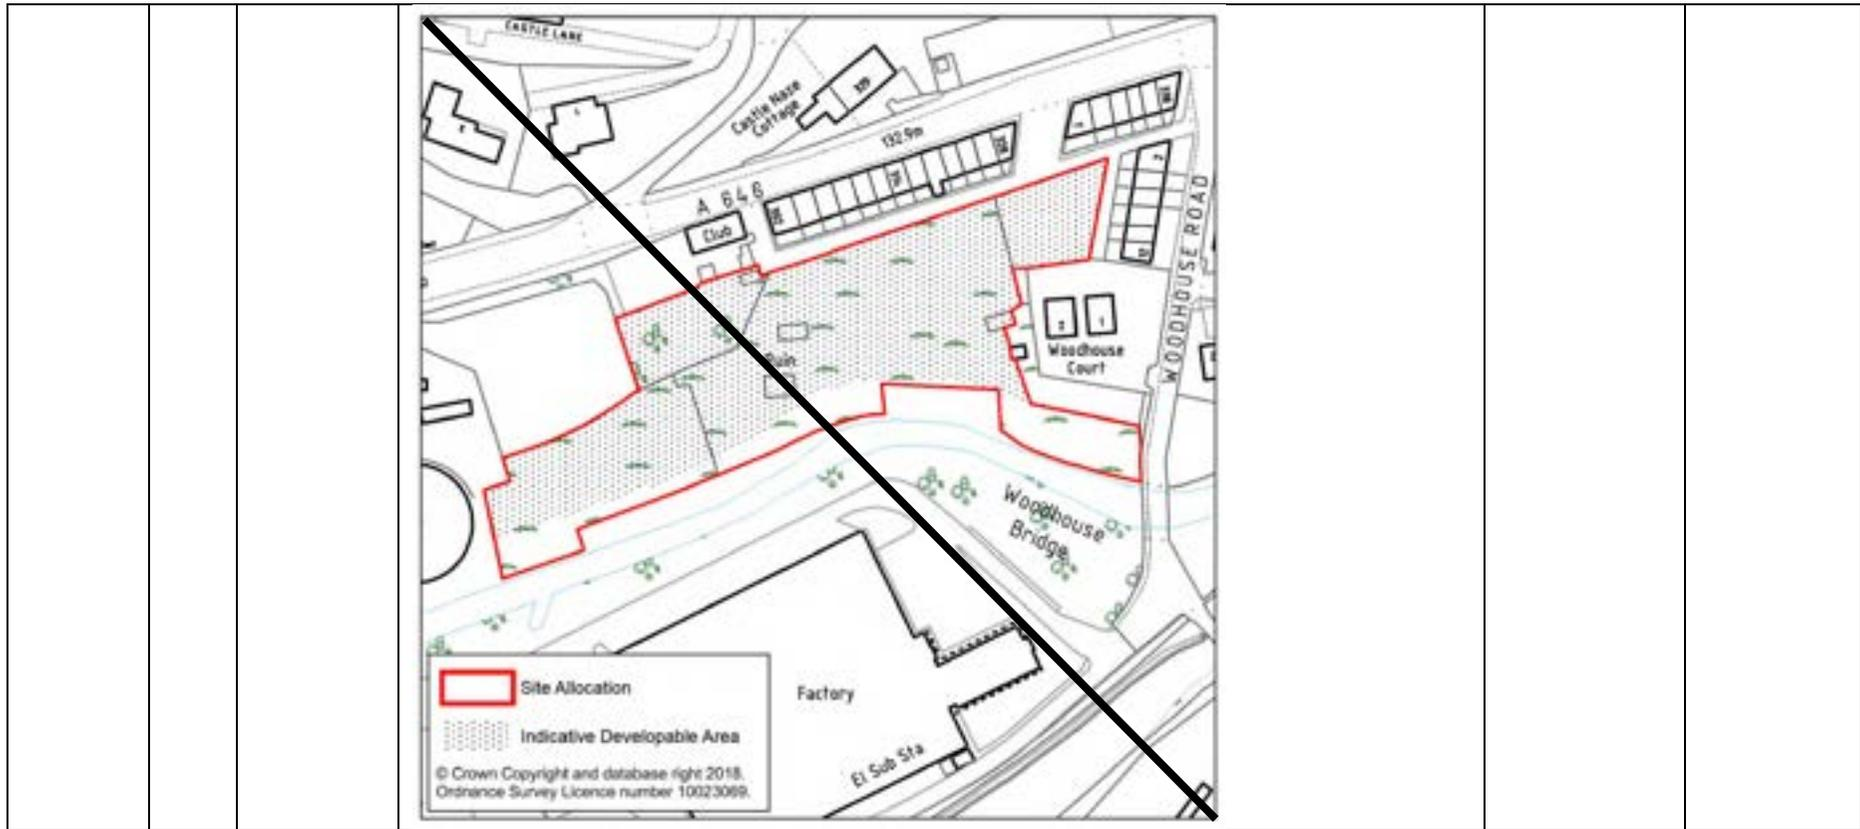 CASTLE LANE
Castle Naze
Cottage
132.9m
A 646
Club
Ruin
Woodhouse
Court
WOODHOUSE ROAD
Woodhouse
Bridge
Factory
El Sub Sta
Site Allocation
Indicative Developable Area
© Crown Copyright and database right 2018.
Ordnance Survey Licence number 10023069.